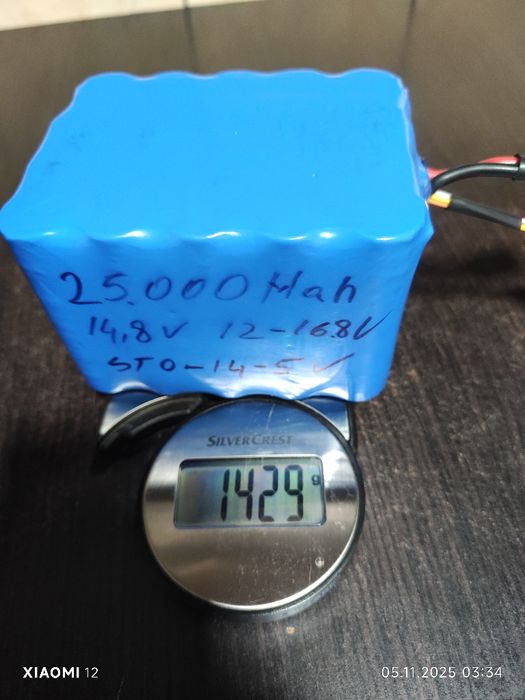 25.000 Mah
14,8V 12-16.8V
STO-14-5V
SILVERCREST
1429 g
XIAOMI 12
05.11.2025 03:34